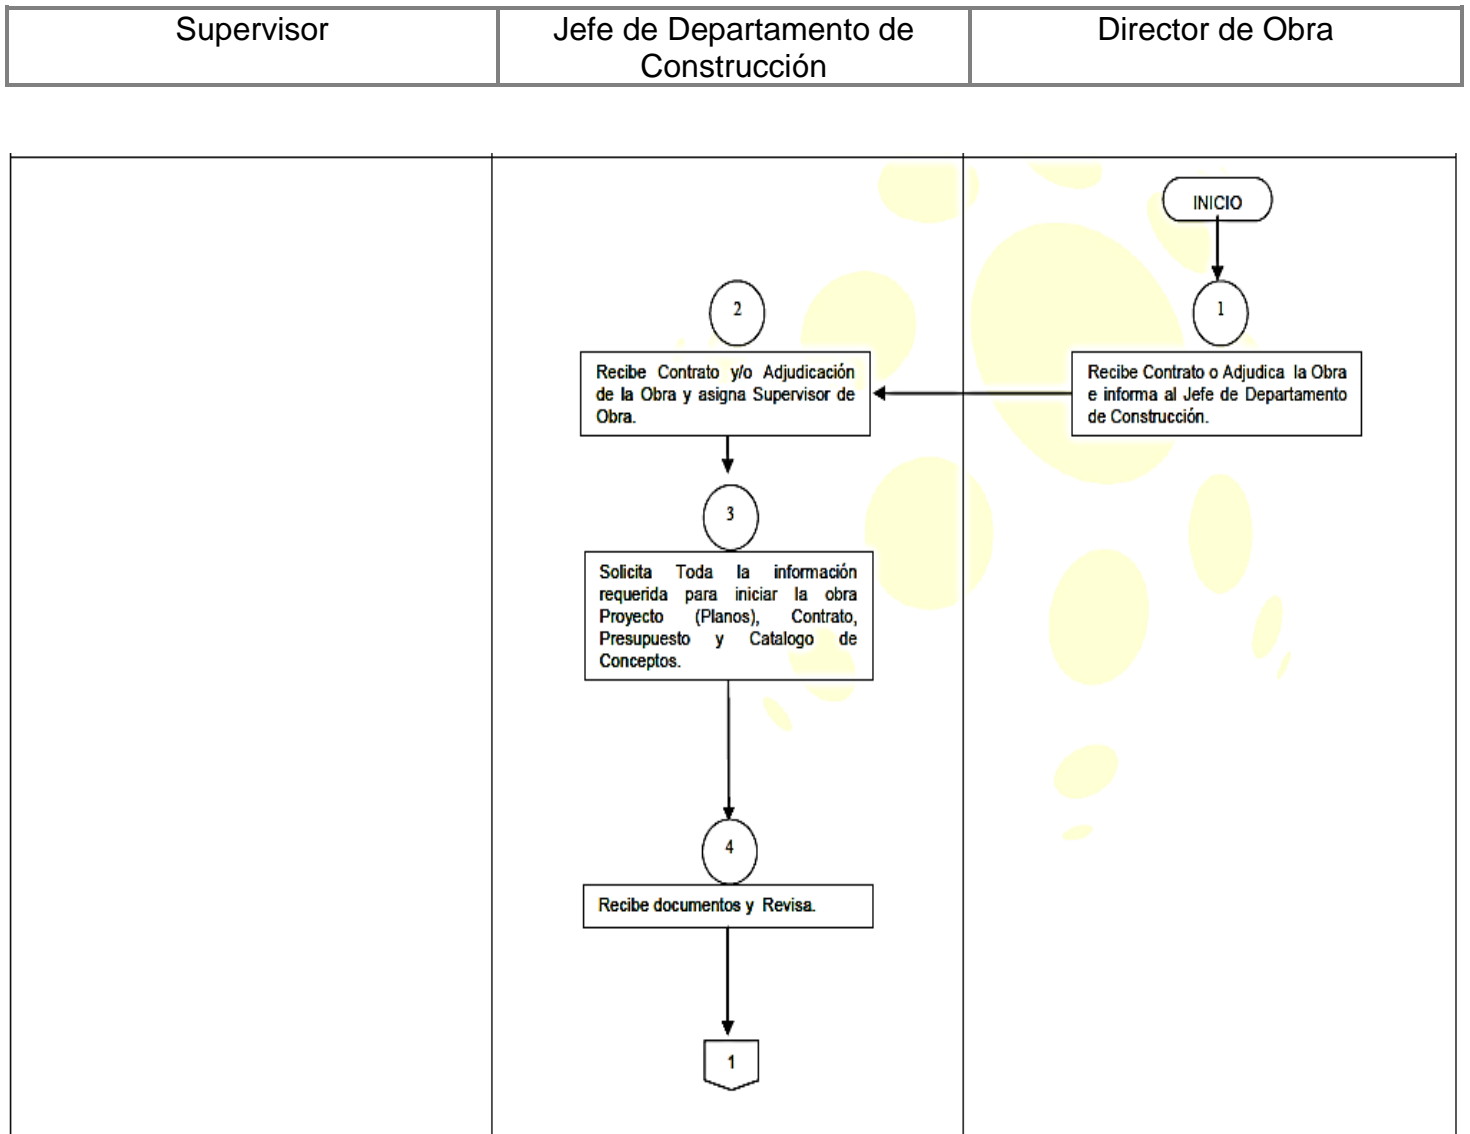 Supervisor
Jefe de Departamento de
Construcción
Director de Obra
INICIO
1
Recibe Contrato o Adjudica la Obra
e informa al Jefe de Departamento
de Construcción.
2
Recibe Contrato y/o Adjudicación
de la Obra y asigna Supervisor de
Obra.
3
Solicita Toda la información
requerida para iniciar la obra
Proyecto (Planos), Contrato,
Presupuesto y Catalogo de
Conceptos.
4
Recibe documentos y Revisa.
1